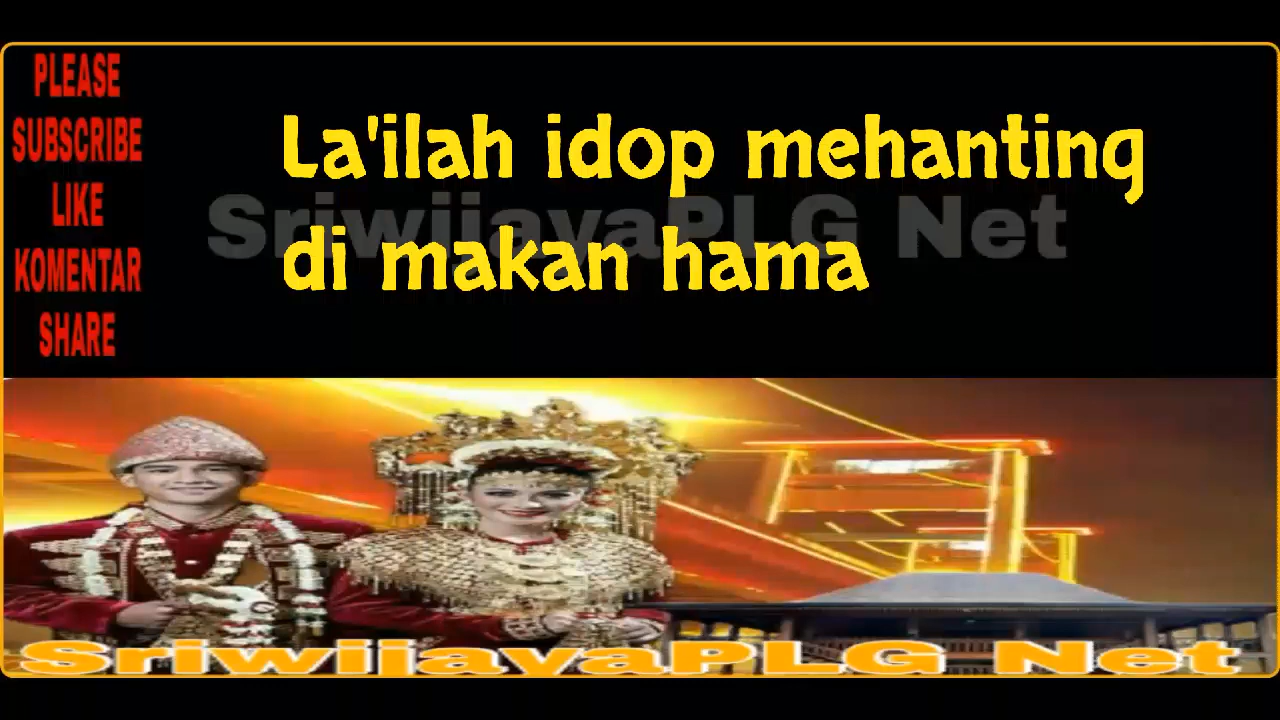 PLEASE
SUBSCRIBE
LIKE
KOMENTAR
SHARE
La'ilah idop mehanting
di makan hama
SriwijayaPLG Net
SriwijayaPLG Net